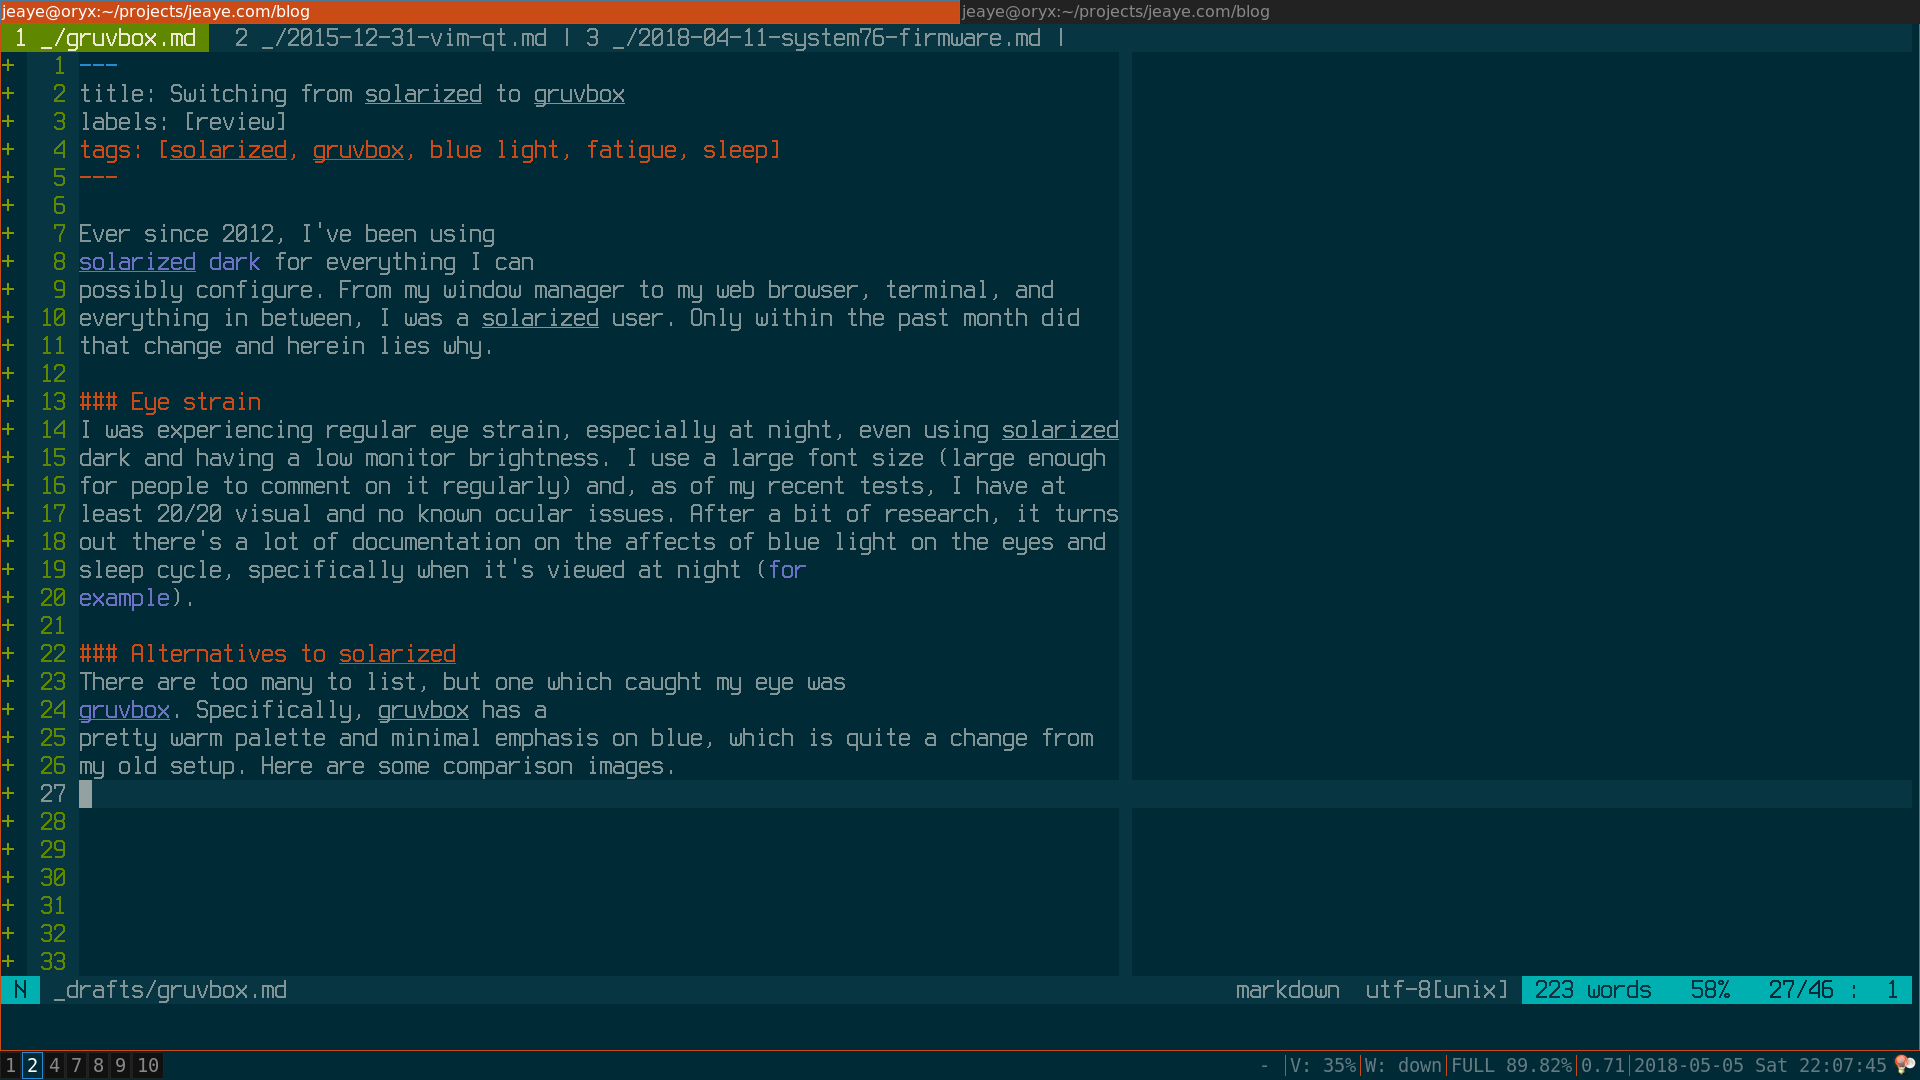 jeaye@oryx:~/projects/jeaye.com/blog jeaye@oryx:~/projects/jeaye.com/blog
1 _/gruvbox.md 2 _/2015-12-31-vim-qt.md | 3 _/2018-04-11-system76-firmware.md |
+ 1 ---
+ 2 title: Switching from solarized to gruvbox
+ 3 labels: [review]
+ 4 tags: [solarized, gruvbox, blue light, fatigue, sleep]
+ 5 ---
+ 6
+ 7 Ever since 2012, I've been using
+ 8 solarized dark for everything I can
+ 9 possibly configure. From my window manager to my web browser, terminal, and
+ 10 everything in between, I was a solarized user. Only within the past month did
+ 11 that change and herein lies why.
+ 12
+ 13 ### Eye strain
+ 14 I was experiencing regular eye strain, especially at night, even using solarized
+ 15 dark and having a low monitor brightness. I use a large font size (large enough
+ 16 for people to comment on it regularly) and, as of my recent tests, I have at
+ 17 least 20/20 visual and no known ocular issues. After a bit of research, it turns
+ 18 out there's a lot of documentation on the affects of blue light on the eyes and
+ 19 sleep cycle, specifically when it's viewed at night (for
+ 20 example).
+ 21
+ 22 ### Alternatives to solarized
+ 23 There are too many to list, but one which caught my eye was
+ 24 gruvbox. Specifically, gruvbox has a
+ 25 pretty warm palette and minimal emphasis on blue, which is quite a change from
+ 26 my old setup. Here are some comparison images.
+ 27
+ 28
+ 29
+ 30
+ 31
+ 32
+ 33
N _drafts/gruvbox.md markdown utf-8[unix] 223 words 58% 27/46 : 1
1 2 4 7 8 9 10 - |V: 35%|W: down|FULL 89.82%|0.71|2018-05-05 Sat 22:07:45